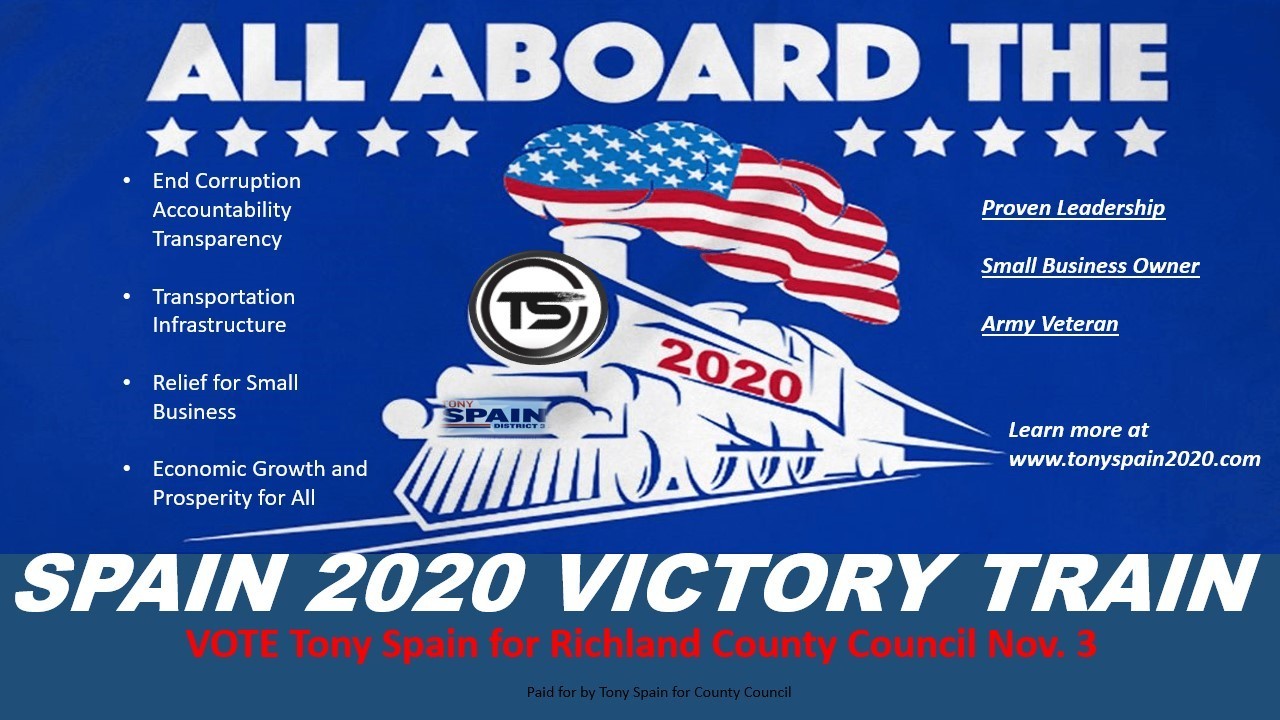 ALL ABOARD THE
• End Corruption
Accountability
Transparency
• Transportation
Infrastructure
• Relief for Small
Business
• Economic Growth and
Prosperity for All
TS
2020
TONY
SPAIN
DISTRICT 3
Proven Leadership
Small Business Owner
Army Veteran
Learn more at
www.tonyspain2020.com
SPAIN 2020 VICTORY TRAIN
VOTE Tony Spain for Richland County Council Nov. 3
Paid for by Tony Spain for County Council